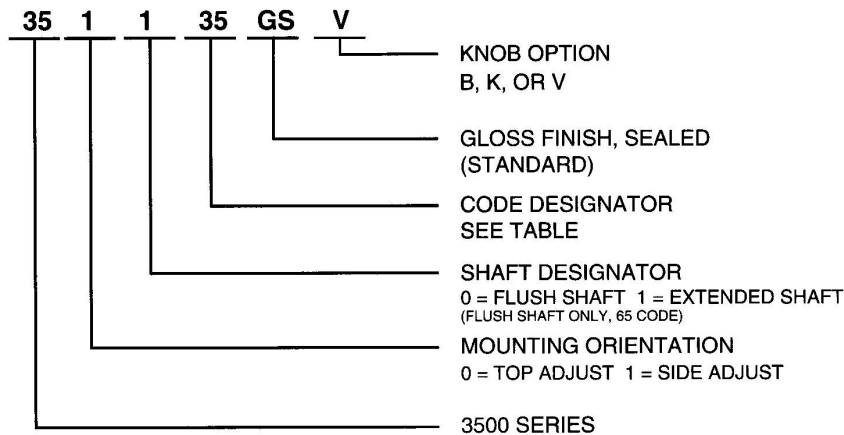 35 1 1 35 GS V
KNOB OPTION
B, K, OR V
GLOSS FINISH, SEALED
(STANDARD)
CODE DESIGNATOR
SEE TABLE
SHAFT DESIGNATOR
0 = FLUSH SHAFT 1 = EXTENDED SHAFT
(FLUSH SHAFT ONLY, 65 CODE)
MOUNTING ORIENTATION
0 = TOP ADJUST 1 = SIDE ADJUST
3500 SERIES